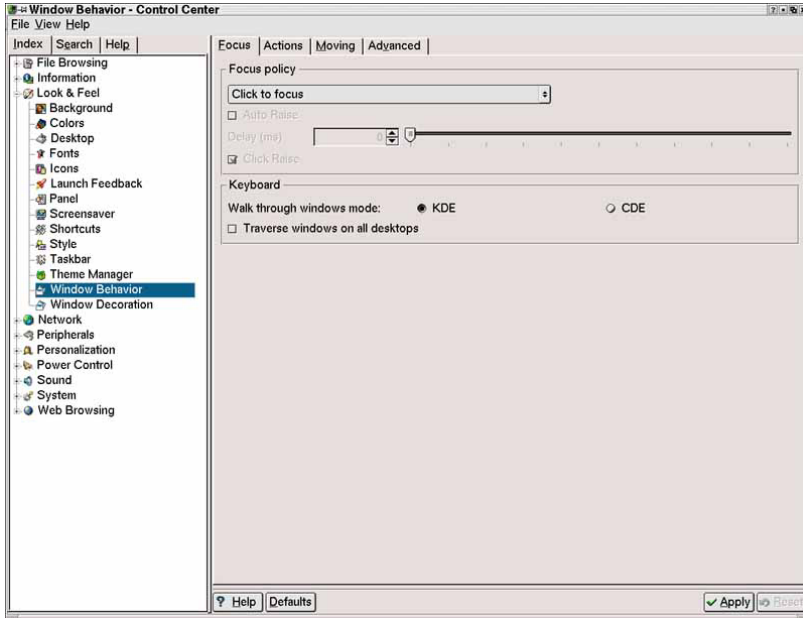 Window Behavior - Control Center
File View Help
Index Search Help
File Browsing
Information
Look & Feel
Background
Colors
Desktop
Fonts
Icons
Launch Feedback
Panel
Screensaver
Shortcuts
Style
Taskbar
Theme Manager
Window Behavior
Window Decoration
Network
Peripherals
Personalization
Power Control
Sound
System
Web Browsing
Focus Actions Moving Advanced
Focus policy
Click to focus
Auto Raise
Delay (ms) 0
Click Raise
Keyboard
Walk through windows mode: KDE CDE
Traverse windows on all desktops
? Help Defaults Apply Reset